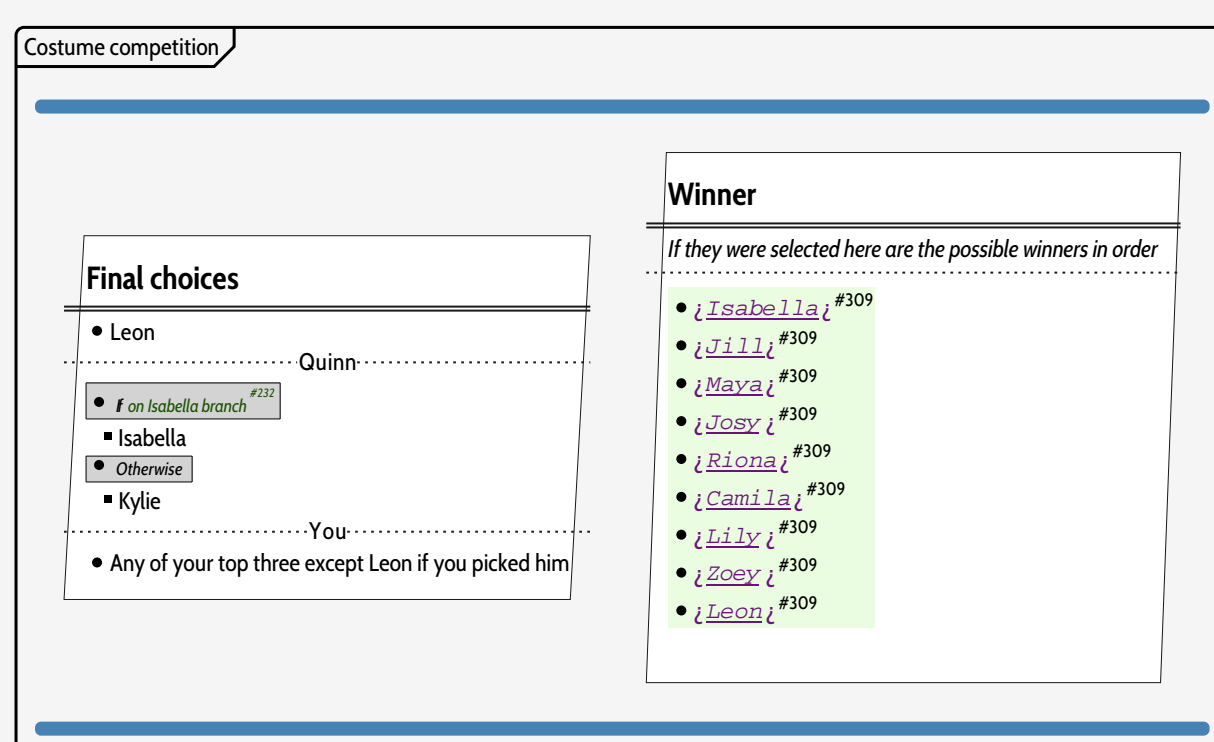 Costume competition
Final choices
• Leon
Quinn
• If on Isabella branch #232
▪ Isabella
• Otherwise
▪ Kylie
You
• Any of your top three except Leon if you picked him
Winner
If they were selected here are the possible winners in order
• ¿Isabella¿ #309
• ¿Jill¿ #309
• ¿Maya¿ #309
• ¿Josy¿ #309
• ¿Riona¿ #309
• ¿Camila¿ #309
• ¿Lily¿ #309
• ¿Zoey¿ #309
• ¿Leon¿ #309